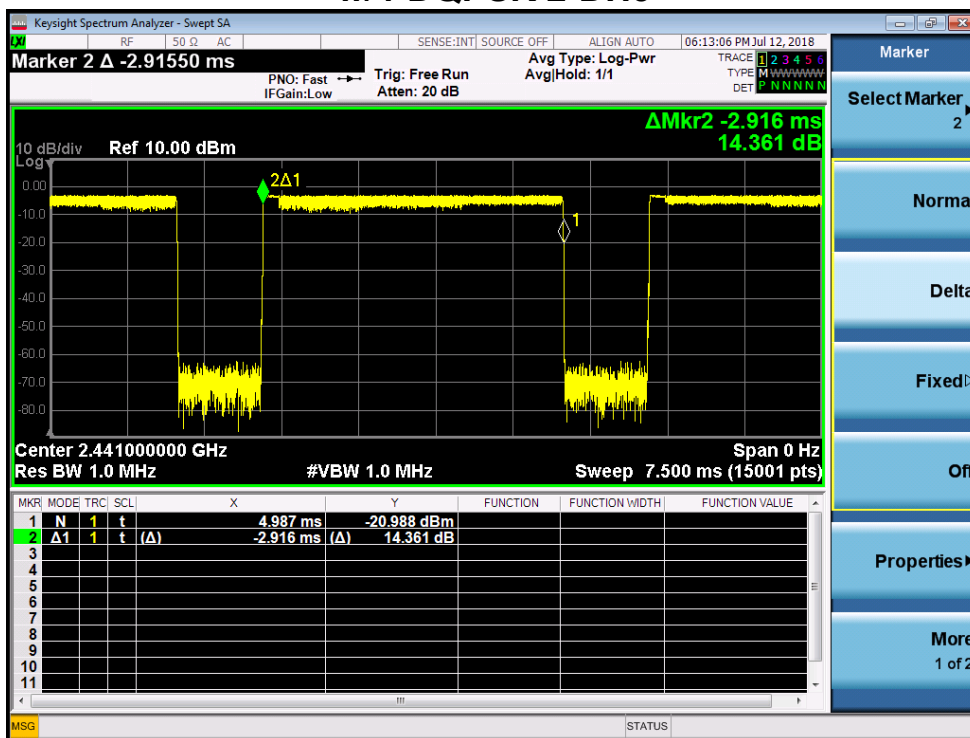 Keysight Spectrum Analyzer - Swept SA
LXI RF 50 Ω AC SENSE:INT SOURCE OFF ALIGN AUTO 06:13:06 PM Jul 12, 2018
Marker 2 Δ -2.91550 ms
PNO: Fast Trig: Free Run Avg Type: Log-Pwr TRACE 1 2 3 4 5 6
IFGain:Low Atten: 20 dB Avg|Hold: 1/1 TYPE M WWWWW
DET P N N N N N
ΔMkr2 -2.916 ms
10 dB/div Ref 10.00 dBm 14.361 dB
Log
0.00
2Δ1
-10.0
1
-20.0
-30.0
-40.0
-50.0
-60.0
-70.0
-80.0
Center 2.441000000 GHz Span 0 Hz
Res BW 1.0 MHz #VBW 1.0 MHz Sweep 7.500 ms (15001 pts)
MKR MODE TRC SCL X Y FUNCTION FUNCTION WIDTH FUNCTION VALUE
1 N 1 t 4.987 ms -20.988 dBm
2 Δ1 1 t (Δ) -2.916 ms (Δ) 14.361 dB
3
4
5
6
7
8
9
10
11
MSG STATUS
Marker
Select Marker
2
Norma
Delta
Fixed
Of
Properties
More
1 of 2